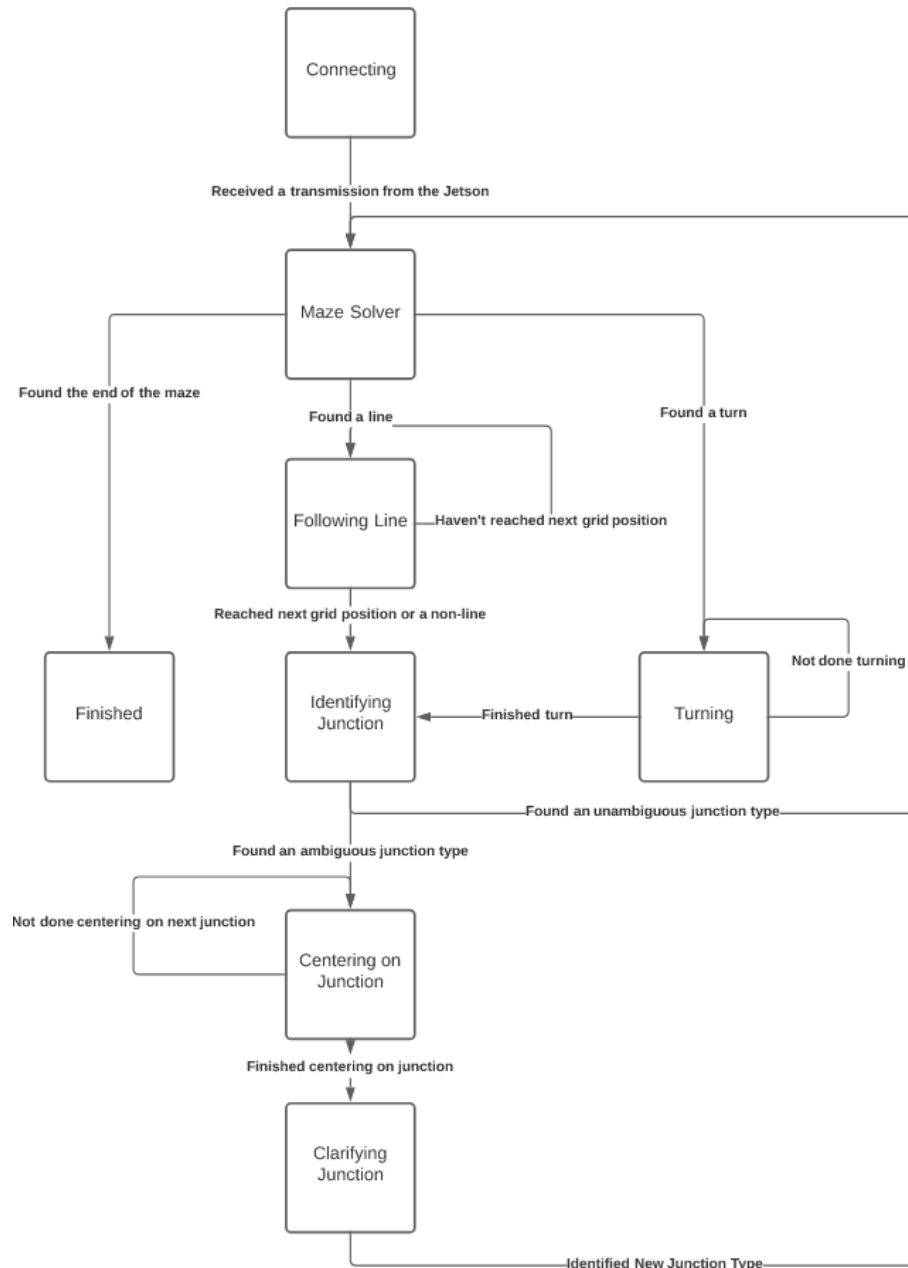 Connecting
Received a transmission from the Jetson
Maze Solver
Found the end of the maze
Found a line
Found a turn
Following Line
Haven't reached next grid position
Reached next grid position or a non-line
Finished
Identifying
Junction
Finished turn
Turning
Not done turning
Found an unambiguous junction type
Found an ambiguous junction type
Not done centering on next junction
Centering on
Junction
Finished centering on junction
Clarifying
Junction
Identified New Junction Type